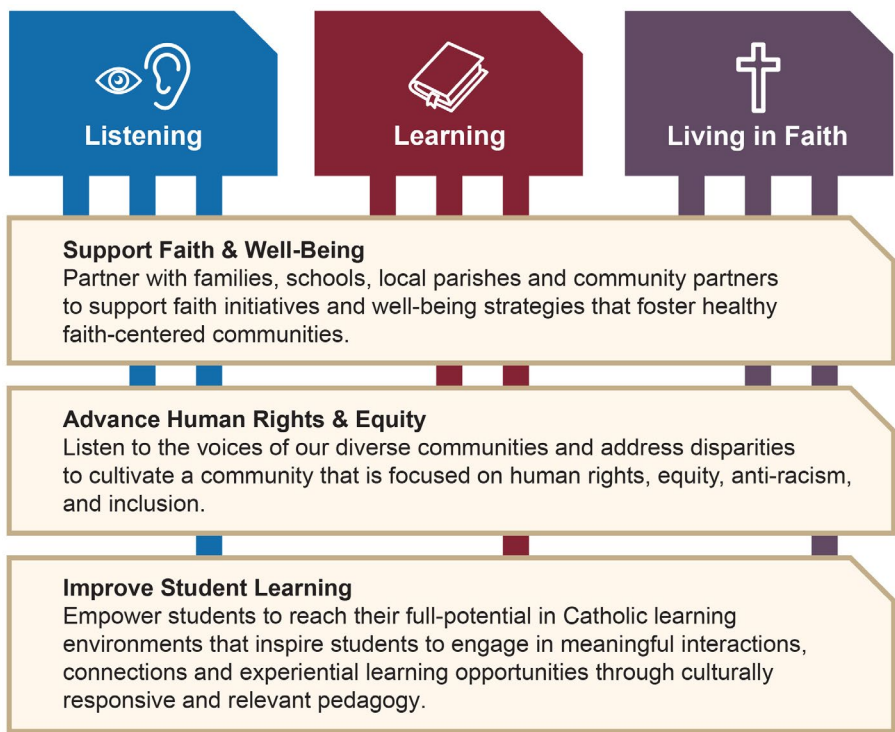 Listening
Learning
Living in Faith
Support Faith & Well-Being
Partner with families, schools, local parishes and community partners
to support faith initiatives and well-being strategies that foster healthy
faith-centered communities.
Advance Human Rights & Equity
Listen to the voices of our diverse communities and address disparities
to cultivate a community that is focused on human rights, equity, anti-racism,
and inclusion.
Improve Student Learning
Empower students to reach their full-potential in Catholic learning
environments that inspire students to engage in meaningful interactions,
connections and experiential learning opportunities through culturally
responsive and relevant pedagogy.